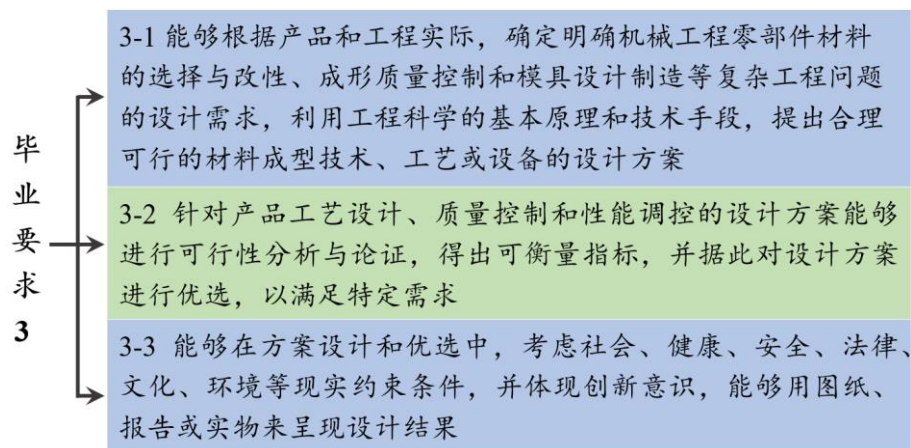 毕业要求3
3-1 能够根据产品和工程实际，确定明确机械工程零部件材料
的选择与改性、成形质量控制和模具设计制造等复杂工程问题
的设计需求，利用工程科学的基本原理和技术手段，提出合理
可行的材料成型技术、工艺或设备的设计方案
3-2 针对产品工艺设计、质量控制和性能调控的设计方案能够
进行可行性分析与论证，得出可衡量指标，并据此对设计方案
进行优选，以满足特定需求
3-3 能够在方案设计和优选中，考虑社会、健康、安全、法律、
文化、环境等现实约束条件，并体现创新意识，能够用图纸、
报告或实物来呈现设计结果